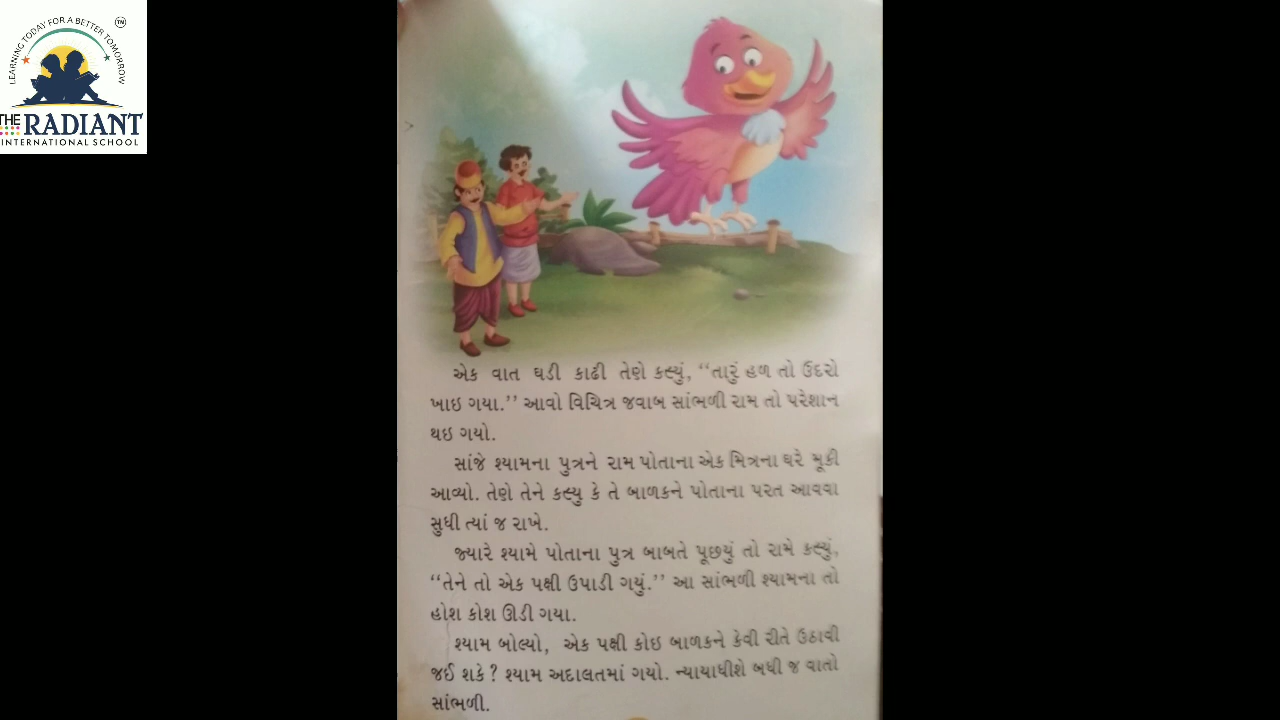 LEARNING TODAY FOR A BETTER TOMORROW
TM
THE RADIANT
INTERNATIONAL SCHOOL
એક વાત ઘડી કાઢી તેણે કહ્યું, “તારું હળ તો ઉંદરો
ખાઇ ગયા.” આવો વિચિત્ર જવાબ સાંભળી રામ તો પરેશાન
થઇ ગયો.
સાંજે શ્યામના પુત્રને રામ પોતાના એક મિત્રના ઘરે મૂકી
આવ્યો. તેણે તેને કહ્યુ કે તે બાળકને પોતાના પરત આવવા
સુધી ત્યાં જ રાખે.
જ્યારે શ્યામે પોતાના પુત્ર બાબતે પૂછયું તો રામે કહ્યું,
“તેને તો એક પક્ષી ઉપાડી ગયું.” આ સાંભળી શ્યામના તો
હોશ કોશ ઊડી ગયા.
શ્યામ બોલ્યો, એક પક્ષી કોઇ બાળકને કેવી રીતે ઉઠાવી
જઈ શકે ? શ્યામ અદાલતમાં ગયો. ન્યાયાધીશે બધી જ વાતો
સાંભળી.